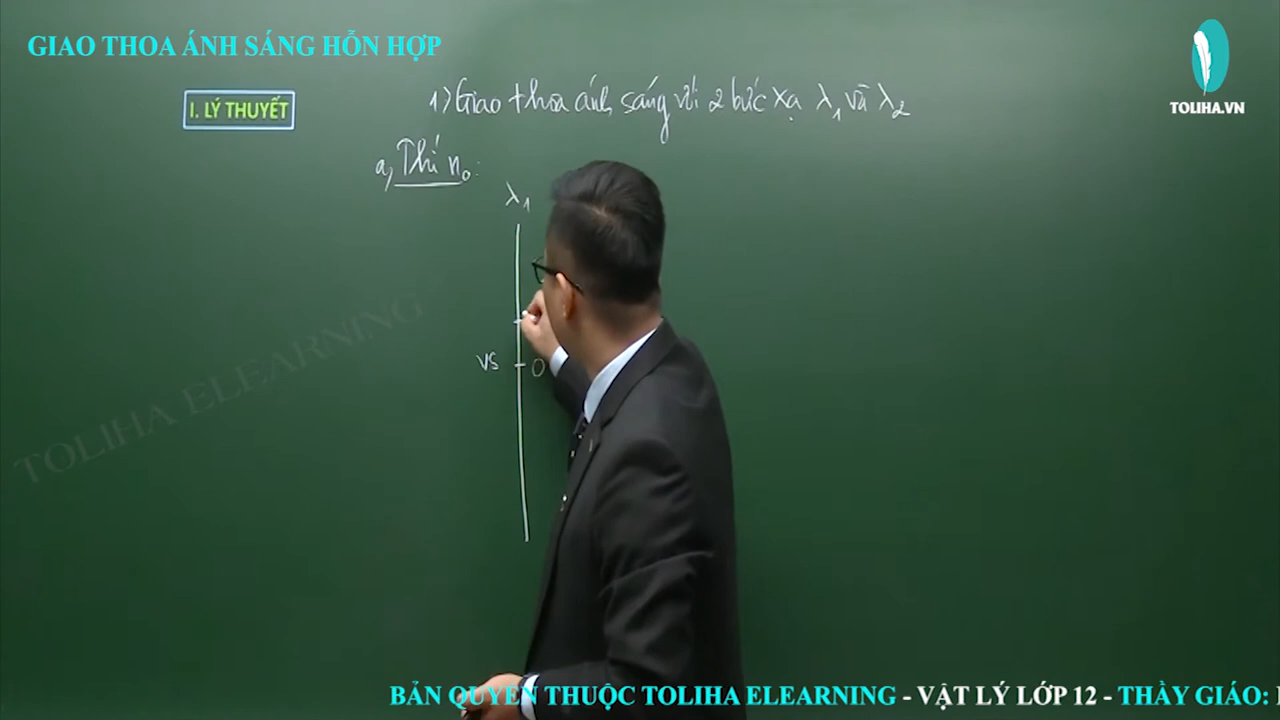 GIAO THOA ÁNH SÁNG HỖN HỢP
TOLIHA.VN
I. LÝ THUYẾT
1) Giao thoa ánh sáng với 2 bức xạ λ₁ và λ₂
a, Thí n₀:
λ₁
VS O
TOLIHA ELEARNING
BẢN QUYỀN THUỘC TOLIHA ELEARNING - VẬT LÝ LỚP 12 - THẦY GIÁO: